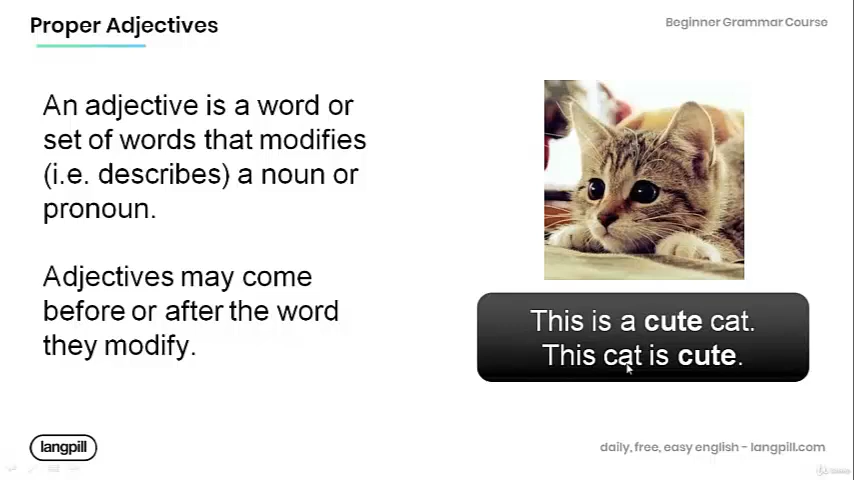 Proper Adjectives
Beginner Grammar Course
An adjective is a word or
set of words that modifies
(i.e. describes) a noun or
pronoun.
Adjectives may come
before or after the word
they modify.
This is a cute cat.
This cat is cute.
langpill
daily, free, easy english - langpill.com